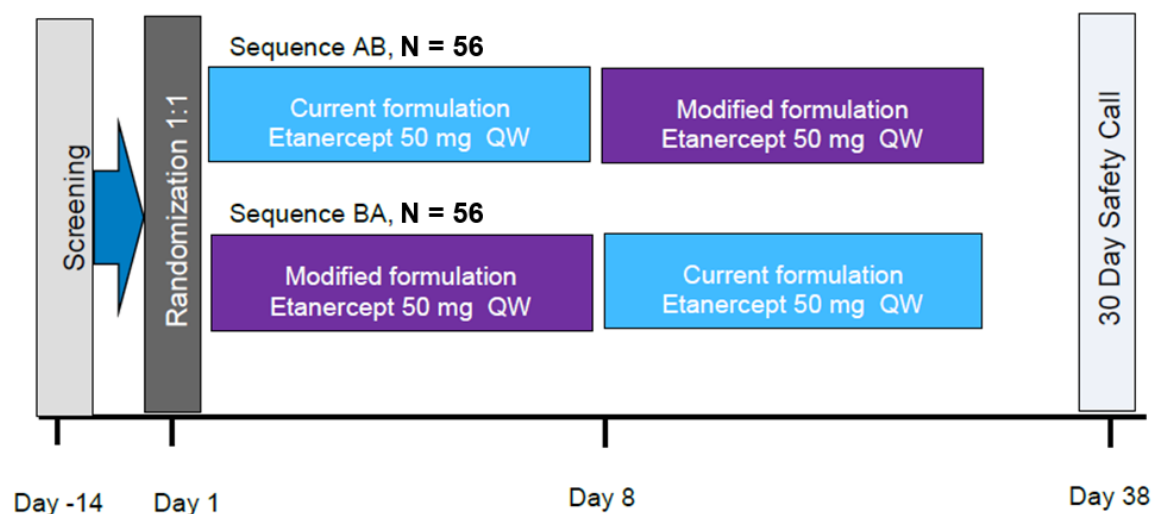 Screening
Randomization 1:1
Sequence AB, N = 56
Current formulation
Etanercept 50 mg QW
Modified formulation
Etanercept 50 mg QW
Sequence BA, N = 56
Modified formulation
Etanercept 50 mg QW
Current formulation
Etanercept 50 mg QW
30 Day Safety Call
Day -14
Day 1
Day 8
Day 38